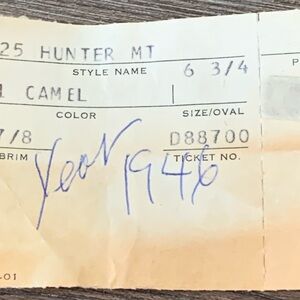 25 HUNTER MT 6 3/4
STYLE NAME
CAMEL
COLOR SIZE/OVAL
7/8 D88700
BRIM TICKET NO.
Year 1946
-01
P